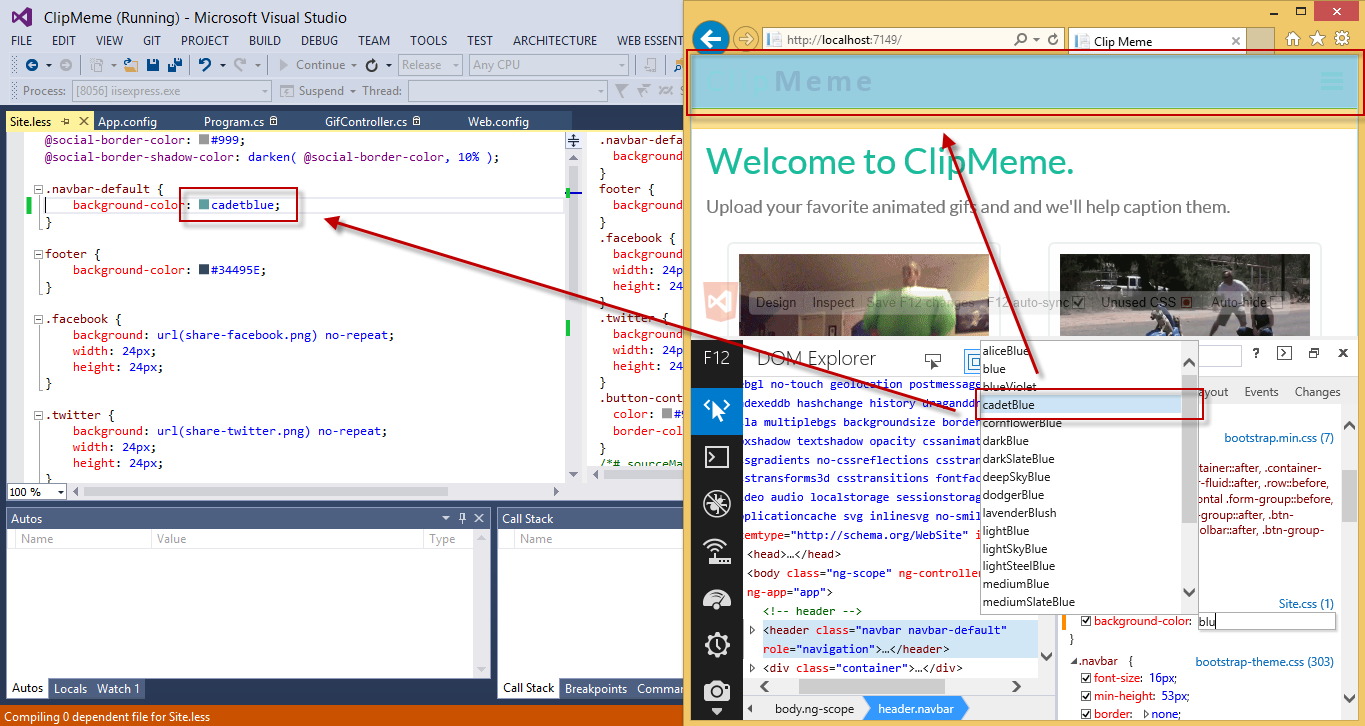 ClipMeme (Running) - Microsoft Visual Studio
FILE EDIT VIEW GIT PROJECT BUILD DEBUG TEAM TOOLS TEST ARCHITECTURE WEB ESSENT
Continue Release Any CPU
Process: [8056] iisexpress.exe Suspend Thread:
Site.less App.config Program.cs GifController.cs Web.config
@social-border-color: #999;
@social-border-shadow-color: darken( @social-border-color, 10% );
.navbar-default {
background-color: cadetblue;
}
footer {
background-color: #34495E;
}
.facebook {
background: url(share-facebook.png) no-repeat;
width: 24px;
height: 24px;
}
.twitter {
background: url(share-twitter.png) no-repeat;
width: 24px;
height: 24px;
100 %
.navbar-defa
background
}
footer {
background
}
.facebook {
background
width: 24p
height: 24
}
.twitter {
background
width: 24p
height: 24
}
.button-cont
color: #9
border-col
}
/*# sourceMa
Autos
Name Value Type
Autos Locals Watch 1
Call Stack
Name
Call Stack Breakpoints Comman
Compiling 0 dependent file for Site.less
http://localhost:7149/
Clip Meme
Meme
Welcome to ClipMeme.
Upload your favorite animated gifs and and we'll help caption them.
Design Inspect Save F12 changes F12 auto-sync Unused CSS Auto-hide
F12 DOM Explorer
?
ebgl no-touch geolocation postmessage
dexeddb hashchange history draganddr
la multiplebgs backgroundsize border
oxshadow textshadow opacity cssanimat
sgradients no-cssreflections csstran
stransforms3d csstransitions fontfac
deo audio localstorage sessionstorag
plicationcache svg inlinesvg no-smil
emtype="http://schema.org/WebSite" i
<head>…</head>
<body class="ng-scope" ng-controller
ng-app="app">
<!-- header -->
<header class="navbar navbar-default"
role="navigation">…</header>
<div class="container">…</div>
body.ng-scope header.navbar
aliceBlue
blue
blueViolet
cadetBlue
cornflowerBlue
darkBlue
darkSlateBlue
deepSkyBlue
dodgerBlue
lavenderBlush
lightBlue
lightSkyBlue
lightSteelBlue
mediumBlue
mediumSlateBlue
yout Events Changes
bootstrap.min.css (7)
tainer::after, .container-
-fluid::after, .row::before,
ontal .form-group::before,
-group::after, .btn-
olbar::after, .btn-group-
Site.css (1)
background-color: blu
}
.navbar { bootstrap-theme.css (303)
font-size: 16px;
min-height: 53px;
border: none;